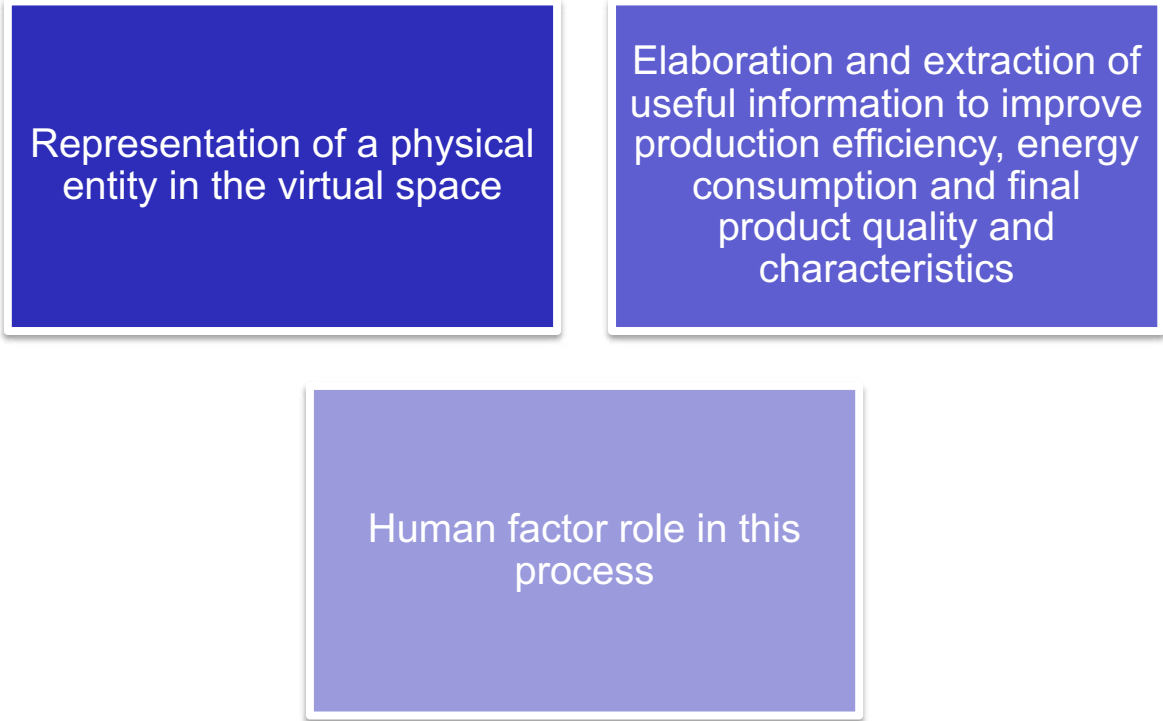 Representation of a physical
entity in the virtual space
Elaboration and extraction of
useful information to improve
production efficiency, energy
consumption and final
product quality and
characteristics
Human factor role in this
process